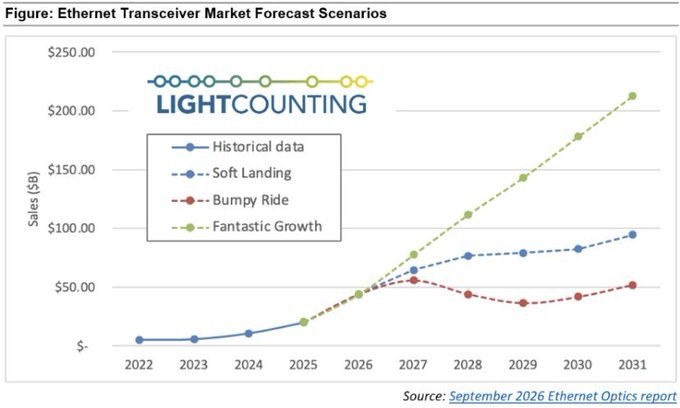 Figure: Ethernet Transceiver Market Forecast Scenarios
$250.00
$200.00
$150.00
$100.00
$50.00
$-
Sales ($B)
LIGHTCOUNTING
Historical data
Soft Landing
Bumpy Ride
Fantastic Growth
2022 2023 2024 2025 2026 2027 2028 2029 2030 2031
Source: September 2026 Ethernet Optics report